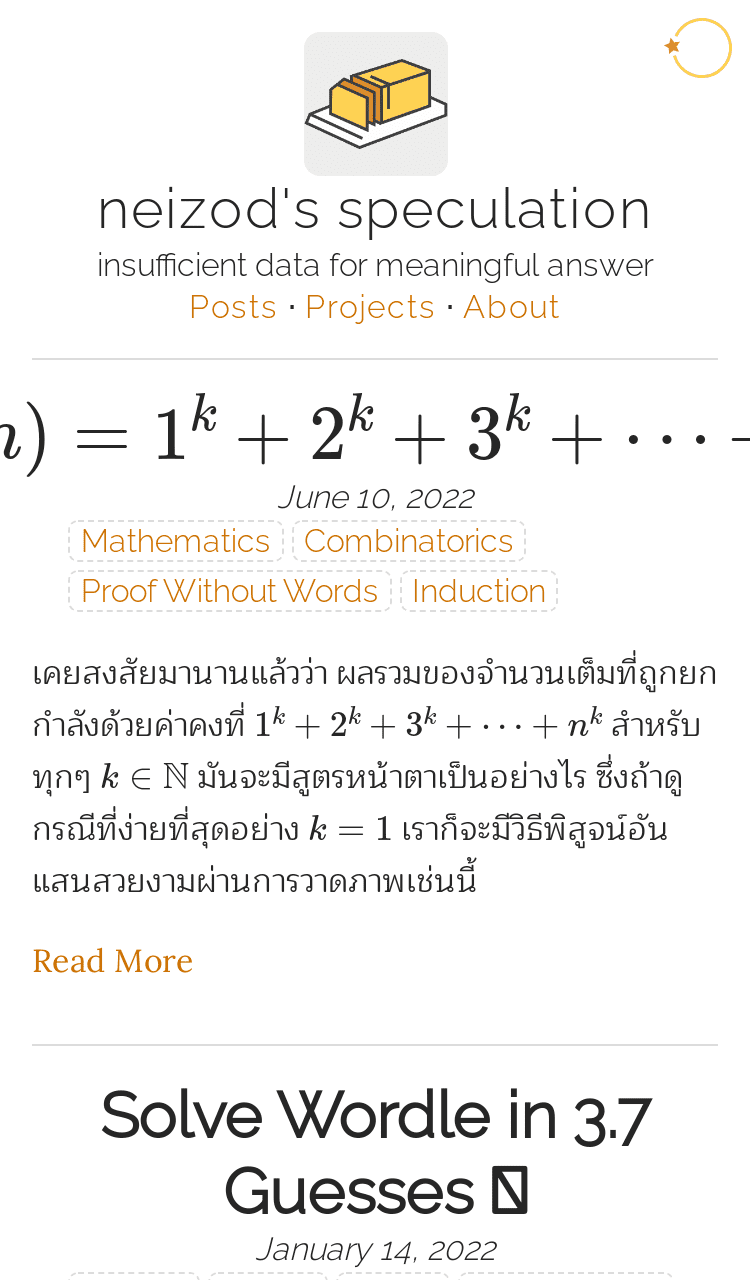 neizod's speculation
insufficient data for meaningful answer
Posts · Projects · About
n) = 1^k + 2^k + 3^k + ···
June 10, 2022
Mathematics Combinatorics
Proof Without Words Induction
เคยสงสัยมานานแล้วว่า ผลรวมของจำนวนเต็มที่ถูกยก
กำลังด้วยค่าคงที่ 1^k + 2^k + 3^k + ··· + n^k สำหรับ
ทุกๆ k ∈ ℕ มันจะมีสูตรหน้าตาเป็นอย่างไร ซึ่งถ้าดู
กรณีที่ง่ายที่สุดอย่าง k = 1 เราก็จะมีวิธีพิสูจน์อัน
แสนสวยงามผ่านการวาดภาพเช่นนี้
Read More
Solve Wordle in 3.7
Guesses
January 14, 2022